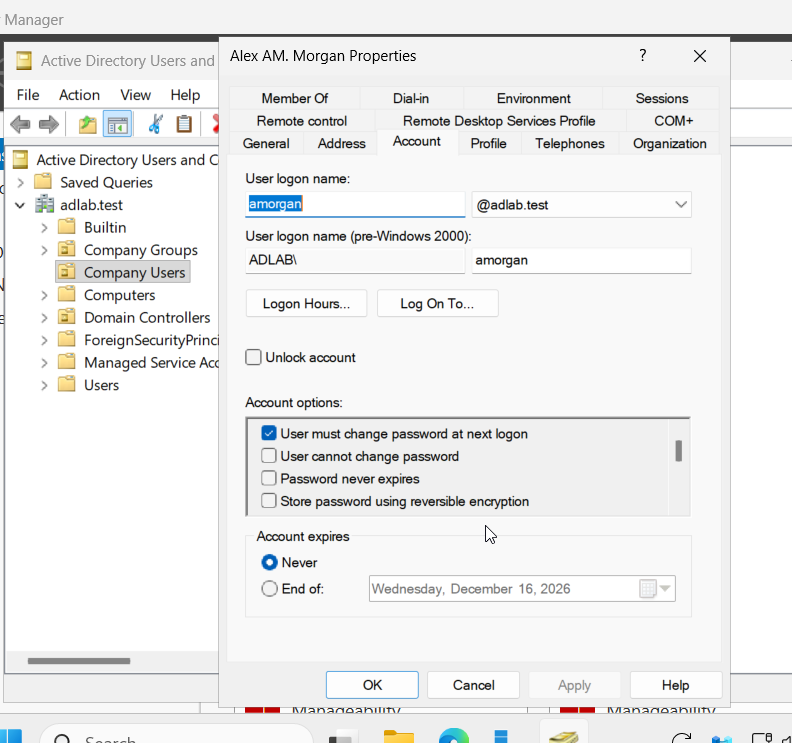 Manager
Active Directory Users and
File Action View Help
Active Directory Users and C
Saved Queries
adlab.test
Builtin
Company Groups
Company Users
Computers
Domain Controllers
ForeignSecurityPrinci
Managed Service Acc
Users
Alex AM. Morgan Properties
?
Member Of Dial-in Environment Sessions
Remote control Remote Desktop Services Profile COM+
General Address Account Profile Telephones Organization
User logon name:
amorgan @adlab.test
User logon name (pre-Windows 2000):
ADLAB\ amorgan
Logon Hours... Log On To...
Unlock account
Account options:
User must change password at next logon
User cannot change password
Password never expires
Store password using reversible encryption
Account expires
Never
End of: Wednesday, December 16, 2026
OK Cancel Apply Help
Manageability Manageability
Search